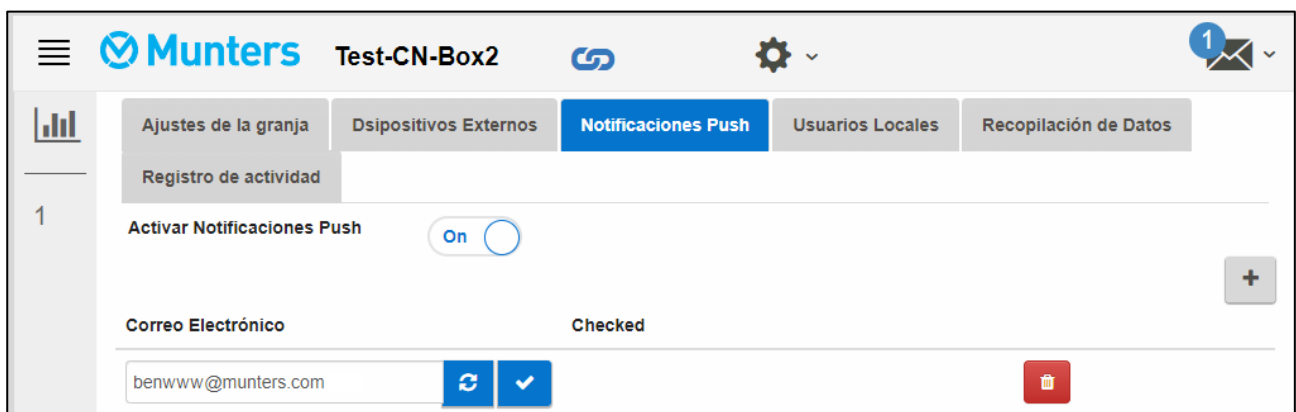 Munters Test-CN-Box2 1
Ajustes de la granja Dsipositivos Externos Notificaciones Push Usuarios Locales Recopilación de Datos
Registro de actividad
1
Activar Notificaciones Push On
+
Correo Electrónico Checked
benwww@munters.com